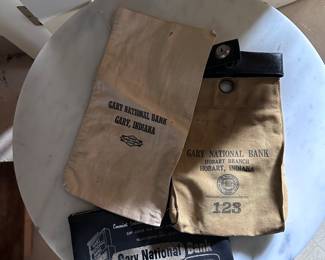 GARY NATIONAL BANK
GARY, INDIANA
GARY NATIONAL BANK
HOBART BRANCH
HOBART, INDIANA
123
Gary National Bank